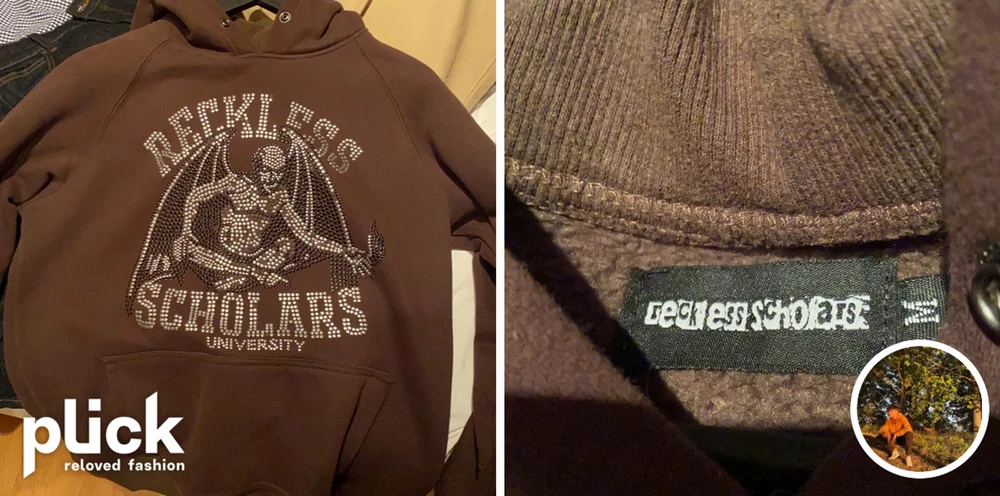 RECKLESS
SCHOLARS
UNIVERSITY
plick
reloved fashion
reckless scholars
M